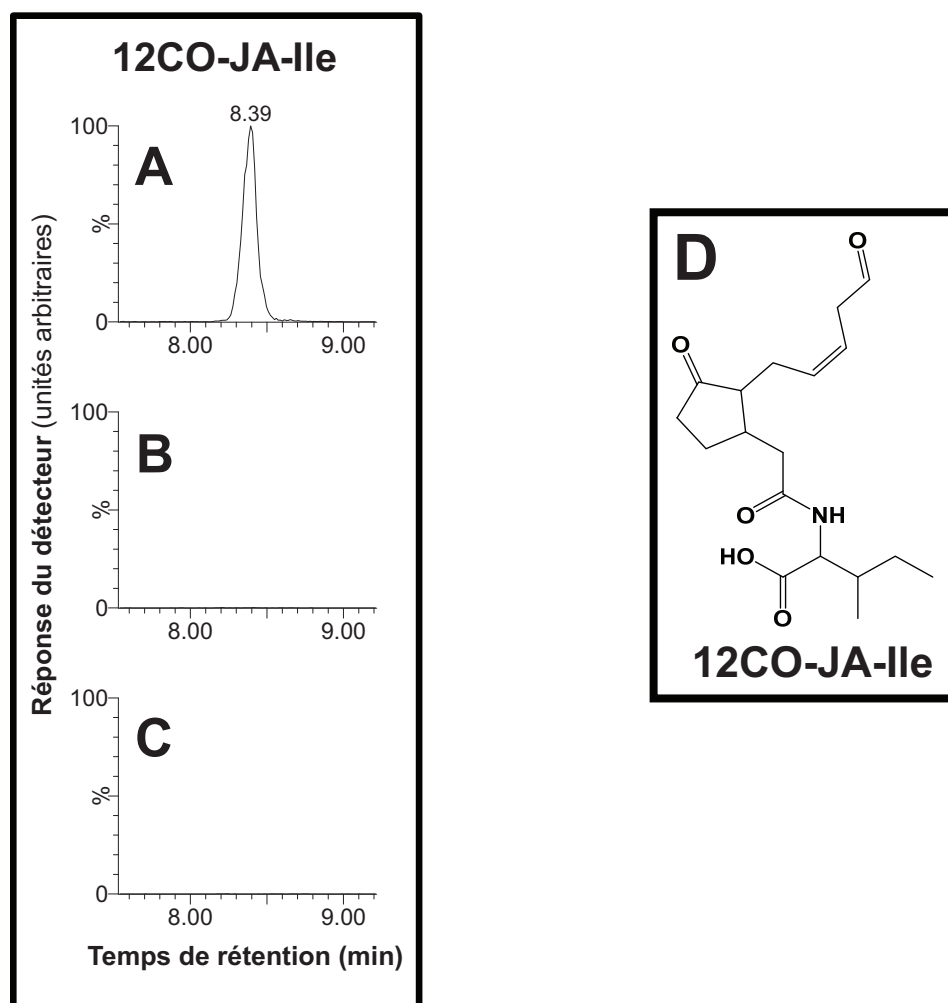 12CO-JA-Ile
Réponse du détecteur (unités arbitraires)
8.39
100
A
%
0
8.00 9.00
100
B
%
0
8.00 9.00
100
C
%
0
8.00 9.00
Temps de rétention (min)
D
O
O
O
NH
HO
O
12CO-JA-Ile